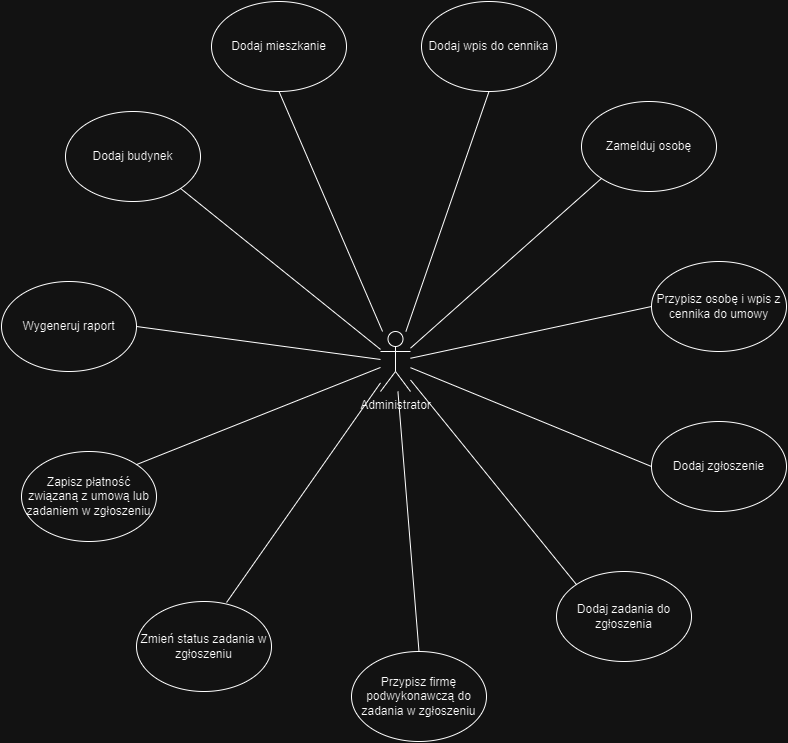 Dodaj mieszkanie
Dodaj wpis do cennika
Zamelduj osobę
Dodaj budynek
Przypisz osobę i wpis z
cennika do umowy
Wygeneruj raport
Administrator
Dodaj zgłoszenie
Zapisz płatność
związaną z umową lub
zadaniem w zgłoszeniu
Dodaj zadania do
zgłoszenia
Zmień status zadania w
zgłoszeniu
Przypisz firmę
podwykonawczą do
zadania w zgłoszeniu